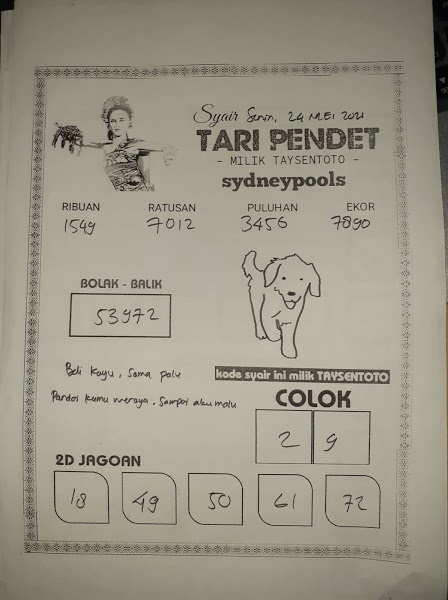 Syair Senin, 24 MEI 2021
TARI PENDET
- MILIK TAYSENTOTO -
sydneypools
RIBUAN RATUSAN PULUHAN EKOR
1549 7012 3456 7890
BOLAK - BALIK
53972
Beli Kayu, Sama palu
kode syair ini milik TAYSENTOTO
Pantas kamu meraya, Sampai aku malu
COLOK
2 9
2D JAGOAN
18 49 50 61 72